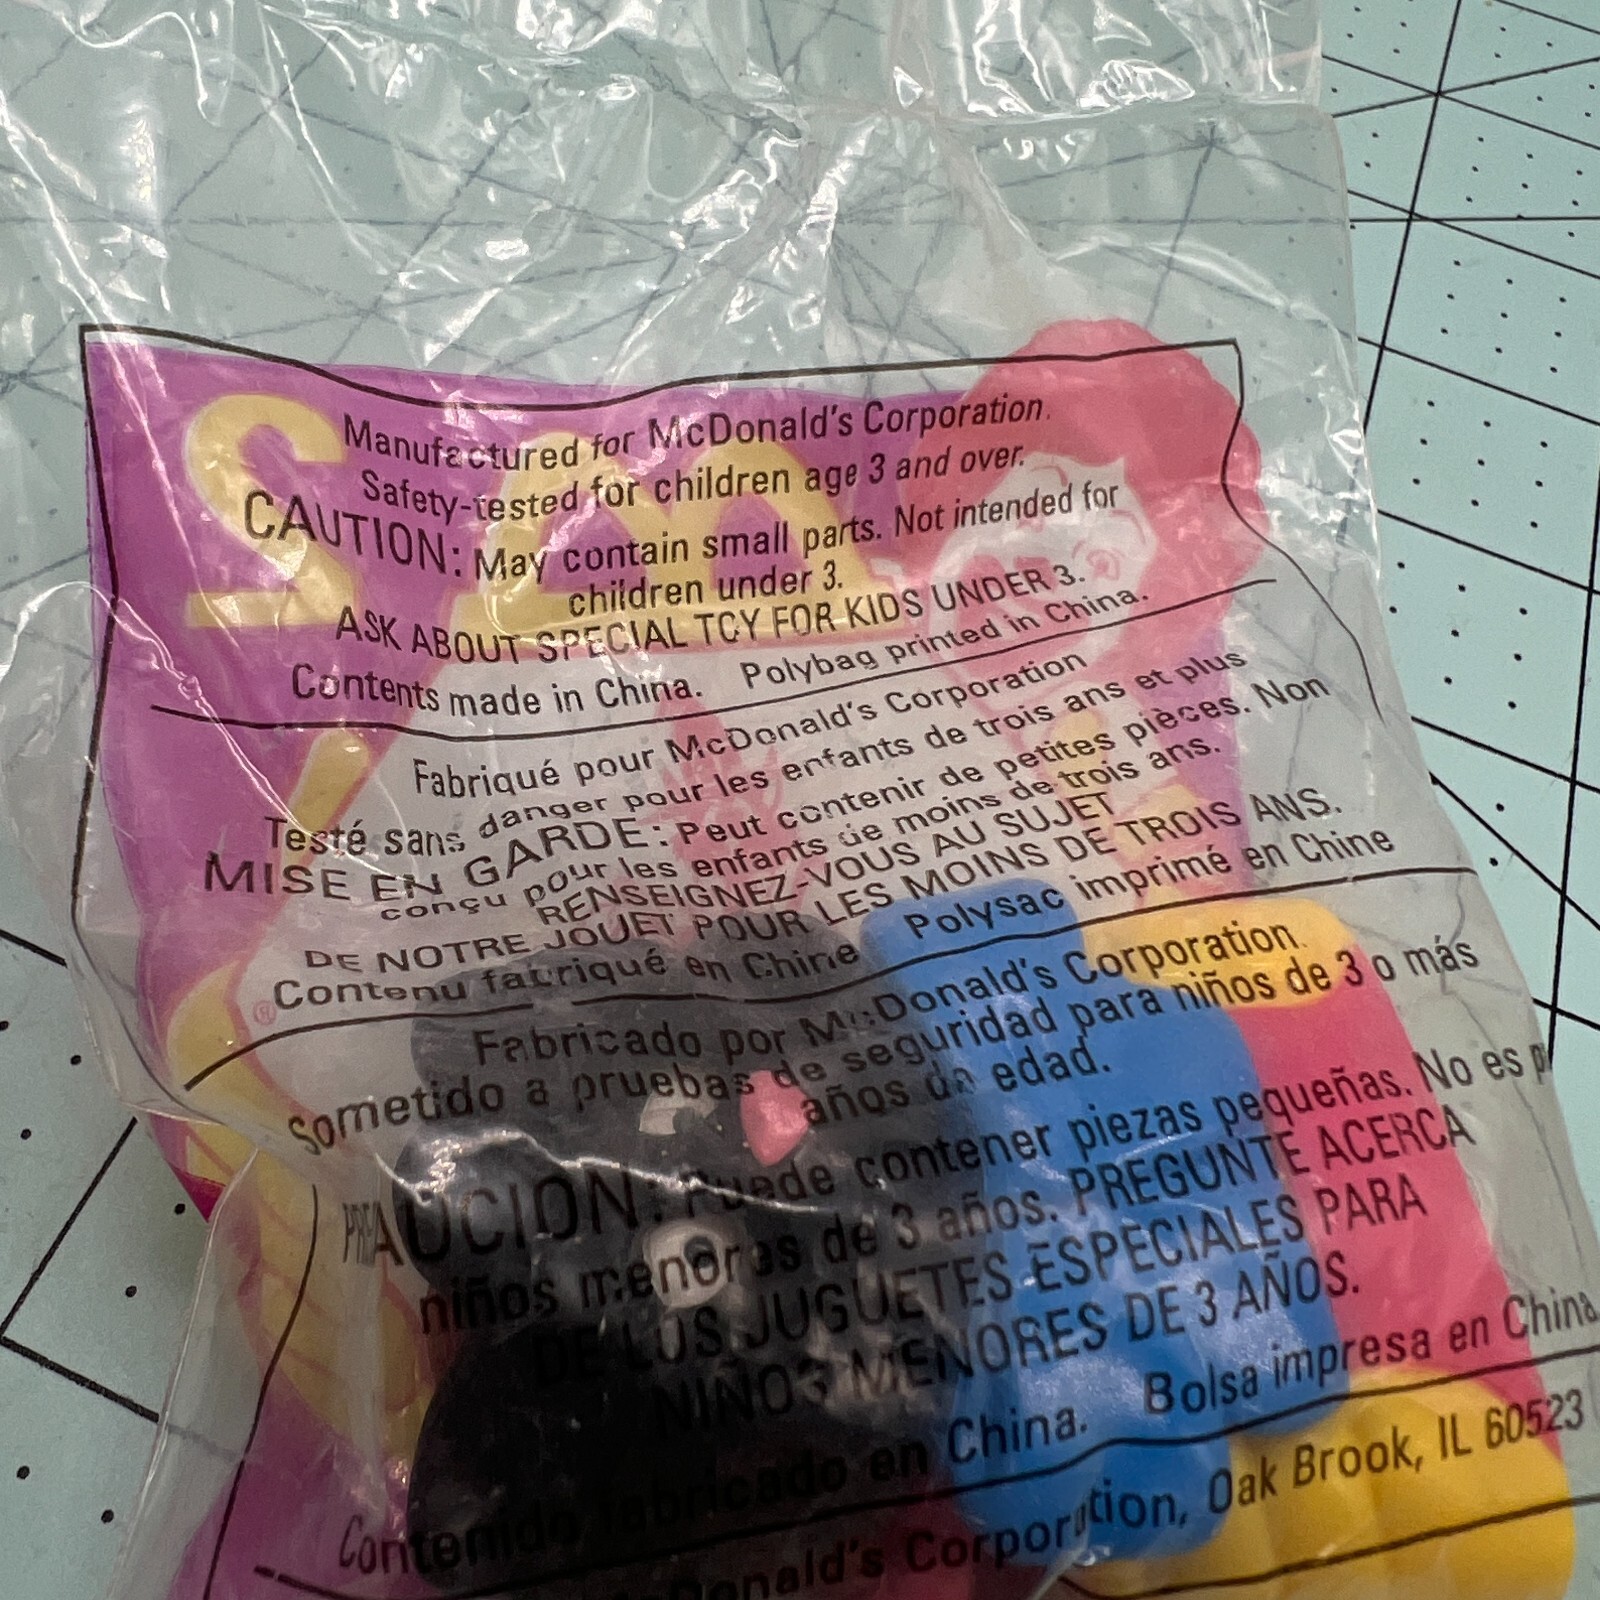 Manufactured for McDonald's Corporation.
Safety-tested for children age 3 and over.
CAUTION: May contain small parts. Not intended for
children under 3.
ASK ABOUT SPECIAL TOY FOR KIDS UNDER 3.
Contents made in China. Polybag printed in China.
Fabriqué pour McDonald's Corporation
Testé sans danger pour les enfants de trois ans et plus
MISE EN GARDE: Peut contenir de petites pièces. Non
conçu pour les enfants de moins de trois ans.
RENSEIGNEZ-VOUS AU SUJET
DE NOTRE JOUET POUR LES MOINS DE TROIS ANS.
Contenu fabriqué en Chine Polysac imprimé en Chine
Fabricado por McDonald's Corporation.
Sometido a pruebas de seguridad para niños de 3 o más
años de edad.
PRECAUCION: Puede contener piezas pequeñas. No es
niños menores de 3 años. PREGUNTE ACERCA
DE LOS JUGUETES ESPECIALES PARA
NIÑOS MENORES DE 3 AÑOS.
Contenido fabricado en China. Bolsa impresa en China
Donald's Corporation, Oak Brook, IL 60523
2
®